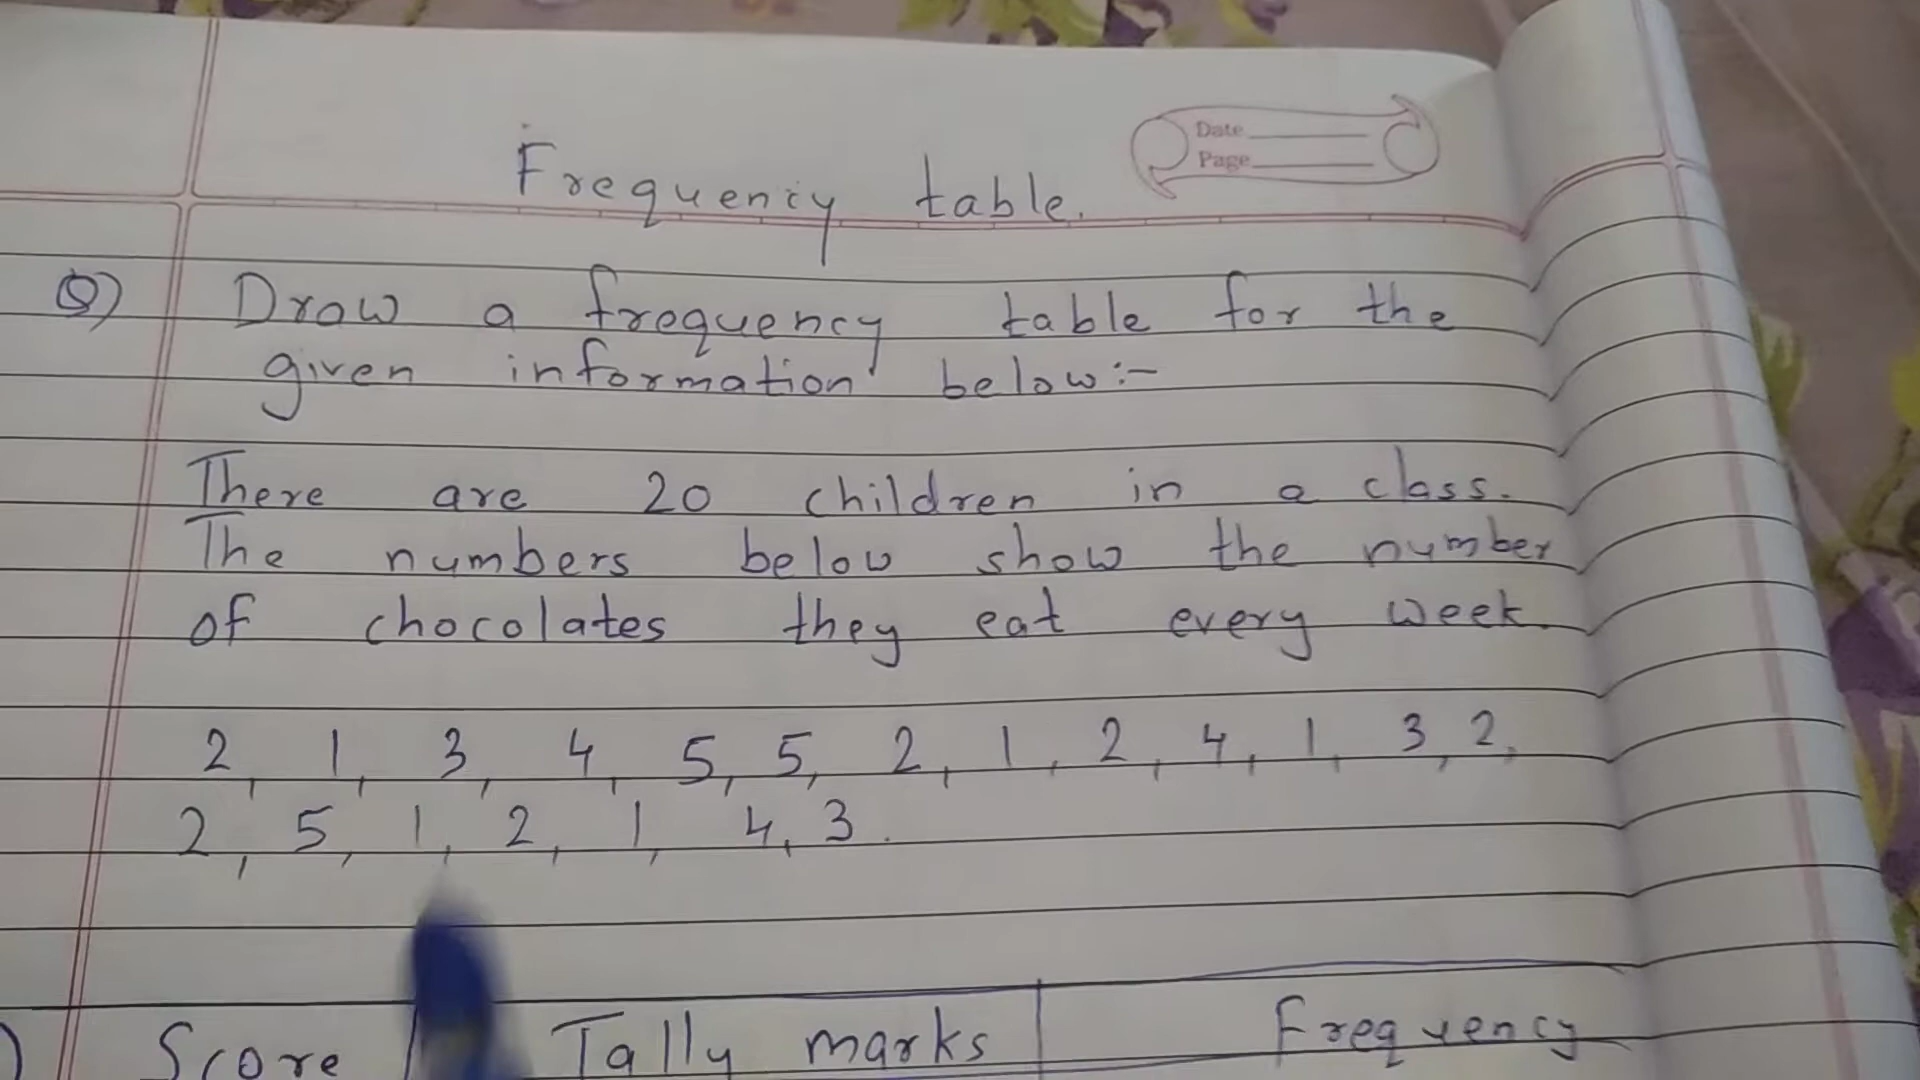 Date
Page
Frequency table.
Q) Draw a frequency table for the
given information below:-
There are 20 children in a class.
The numbers below show the number
of chocolates they eat every week.
2, 1, 3, 4, 5, 5, 2, 1, 2, 4, 1, 3, 2,
2, 5, 1, 2, 1, 4, 3.
Score Tally marks Frequency